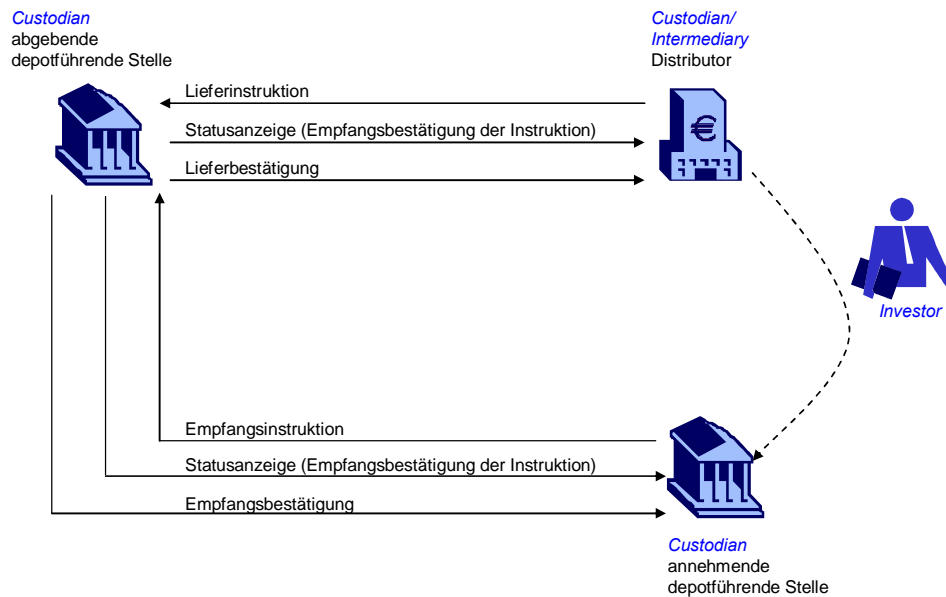 Custodian
abgebende
depotführende Stelle
Custodian/
Intermediary
Distributor
Lieferinstruktion
Statusanzeige (Empfangsbestätigung der Instruktion)
Lieferbestätigung
€
Investor
Empfangsinstruktion
Statusanzeige (Empfangsbestätigung der Instruktion)
Empfangsbestätigung
Custodian
annehmende
depotführende Stelle